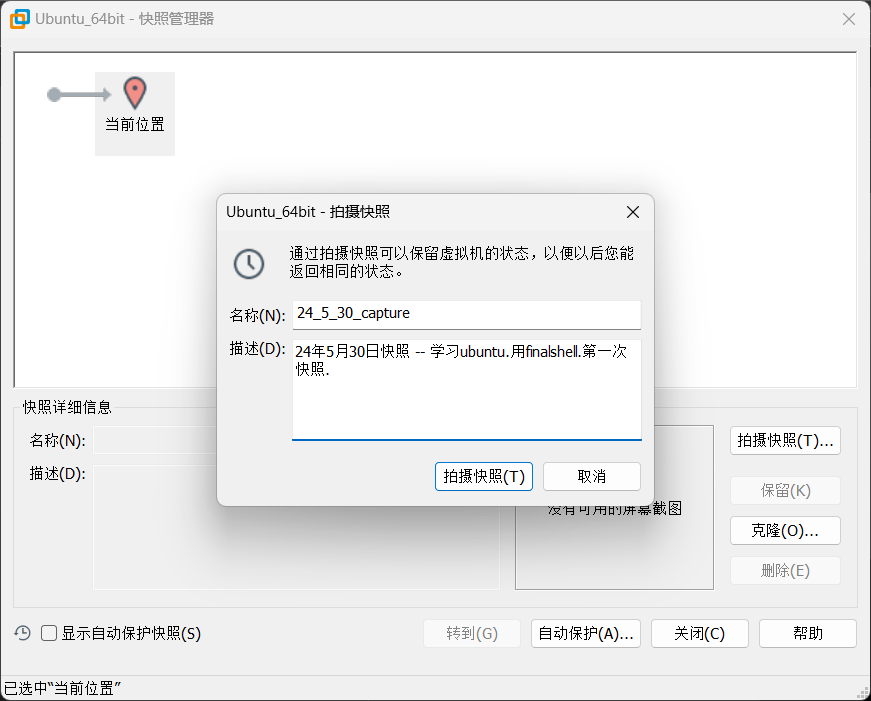 Ubuntu_64bit - 快照管理器
当前位置
Ubuntu_64bit - 拍摄快照
通过拍摄快照可以保留虚拟机的状态，以便以后您能
返回相同的状态。
名称(N):
24_5_30_capture
描述(D):
24年5月30日快照 -- 学习ubuntu.用finalshell.第一次
快照.
拍摄快照(T)
取消
快照详细信息
名称(N):
描述(D):
没有可用的屏幕截图
拍摄快照(T)...
保留(K)
克隆(O)...
删除(E)
显示自动保护快照(S)
转到(G)
自动保护(A)...
关闭(C)
帮助
已选中“当前位置”